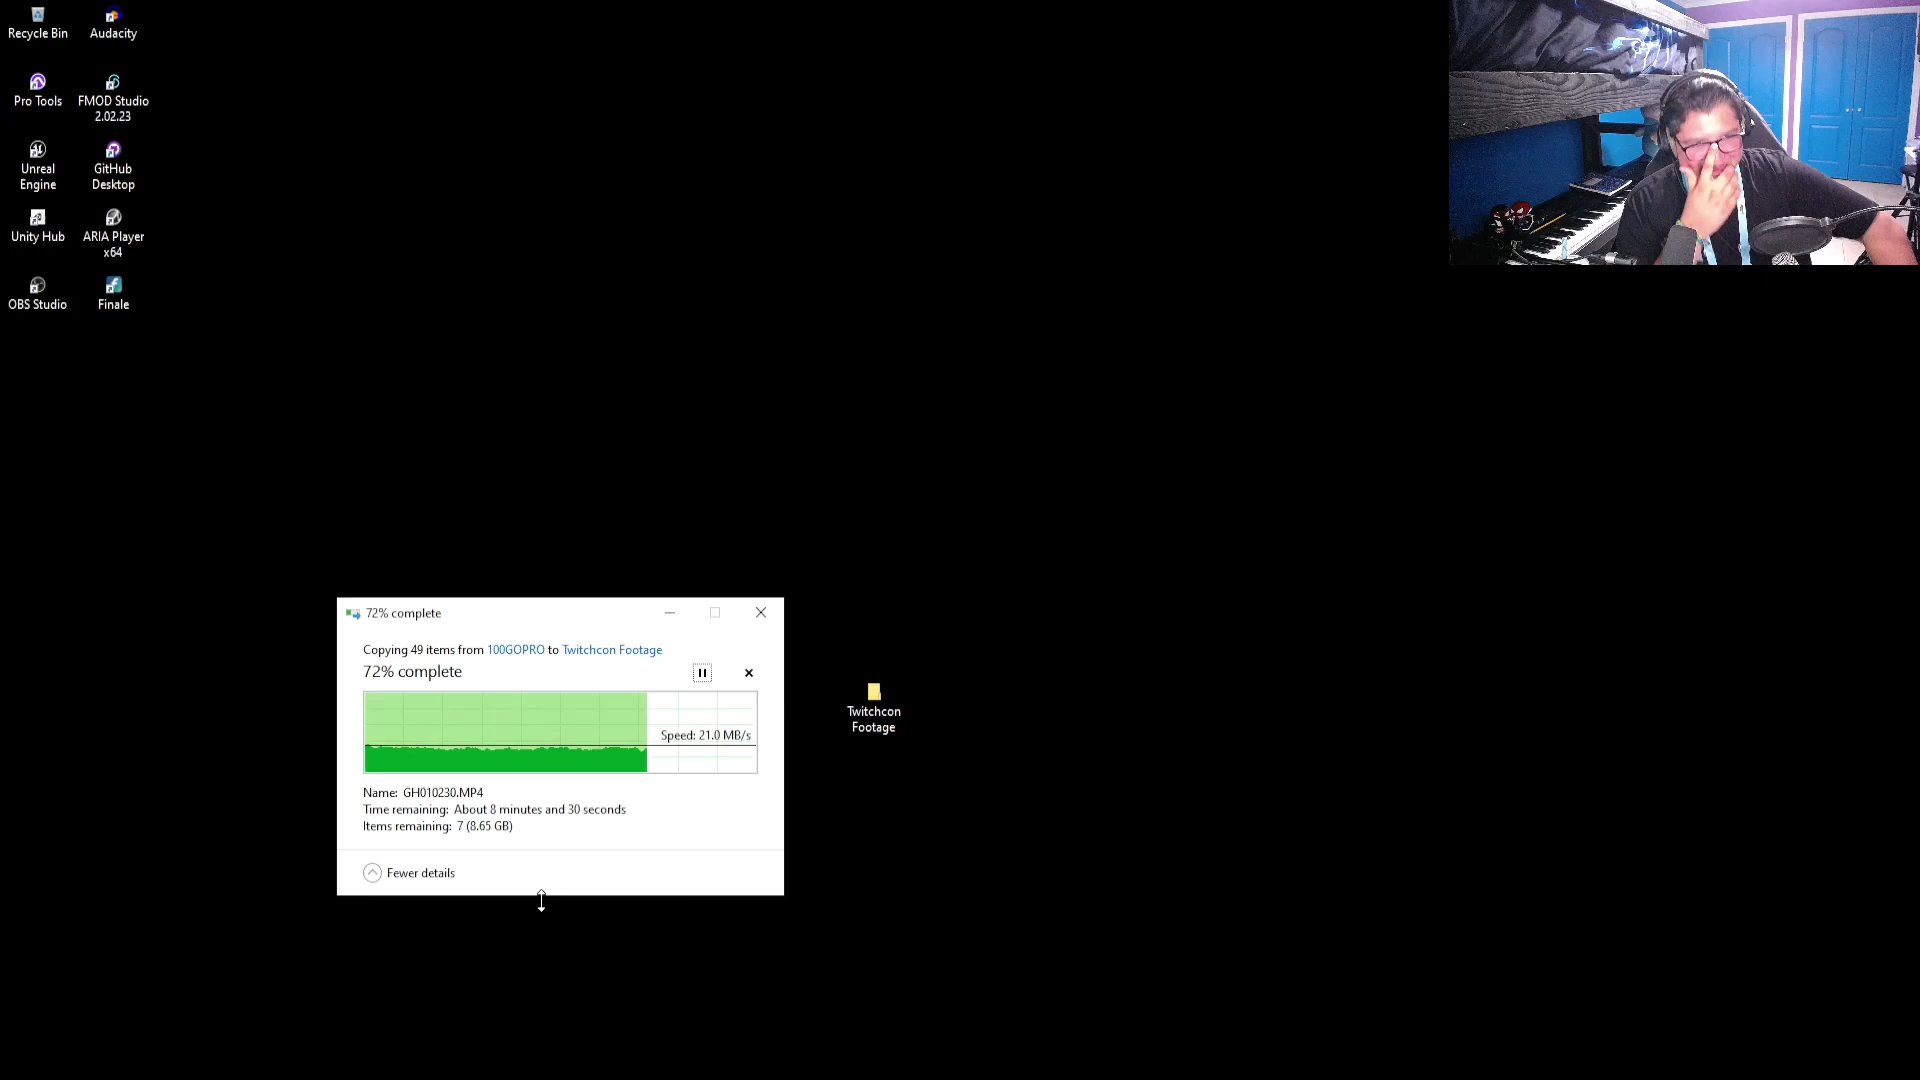 Recycle Bin
Audacity
Pro Tools
FMOD Studio
2.02.23
Unreal
Engine
GitHub
Desktop
Unity Hub
ARIA Player
x64
OBS Studio
Finale
72% complete
Copying 49 items from 100GOPRO to Twitchcon Footage
72% complete
Speed: 21.0 MB/s
Name: GH010230.MP4
Time remaining: About 8 minutes and 30 seconds
Items remaining: 7 (8.65 GB)
Fewer details
Twitchcon
Footage